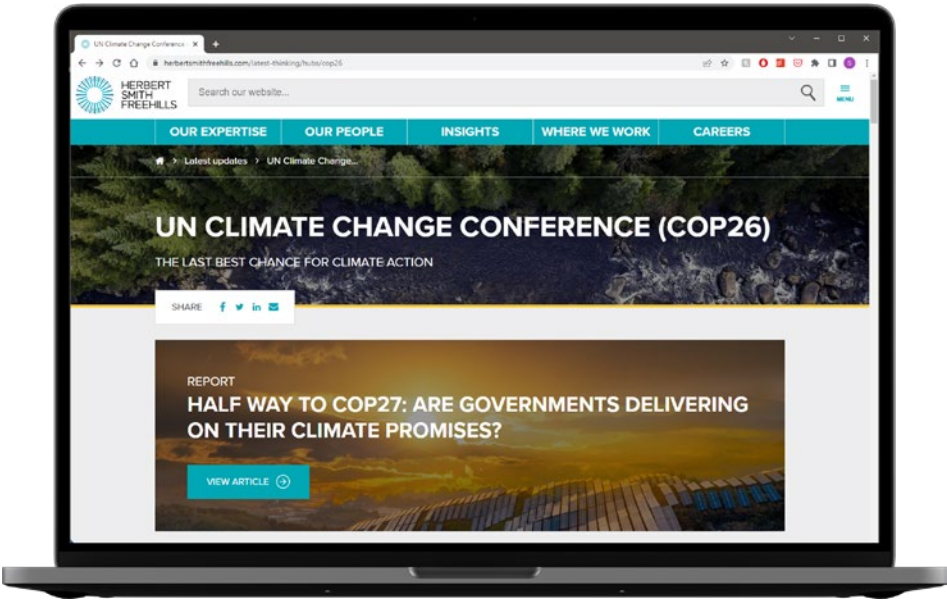 UN Climate Change Conference
herbertsmithfreehills.com/latest-thinking/hubs/cop26
HERBERT
SMITH
FREEHILLS
Search our website...
MENU
OUR EXPERTISE OUR PEOPLE INSIGHTS WHERE WE WORK CAREERS
> Latest updates > UN Climate Change...
UN CLIMATE CHANGE CONFERENCE (COP26)
THE LAST BEST CHANCE FOR CLIMATE ACTION
SHARE
REPORT
HALF WAY TO COP27: ARE GOVERNMENTS DELIVERING
ON THEIR CLIMATE PROMISES?
VIEW ARTICLE